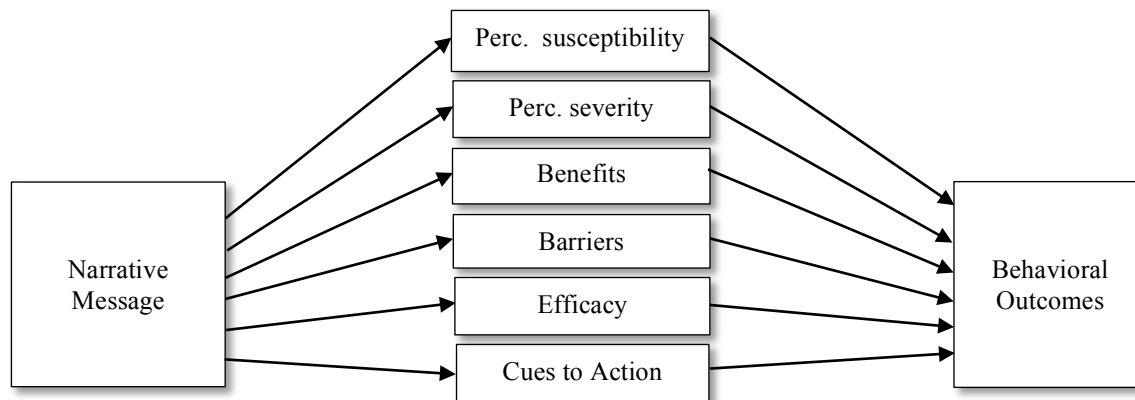 Perc. susceptibility
Perc. severity
Benefits
Barriers
Efficacy
Cues to Action
Narrative
Message
Behavioral
Outcomes